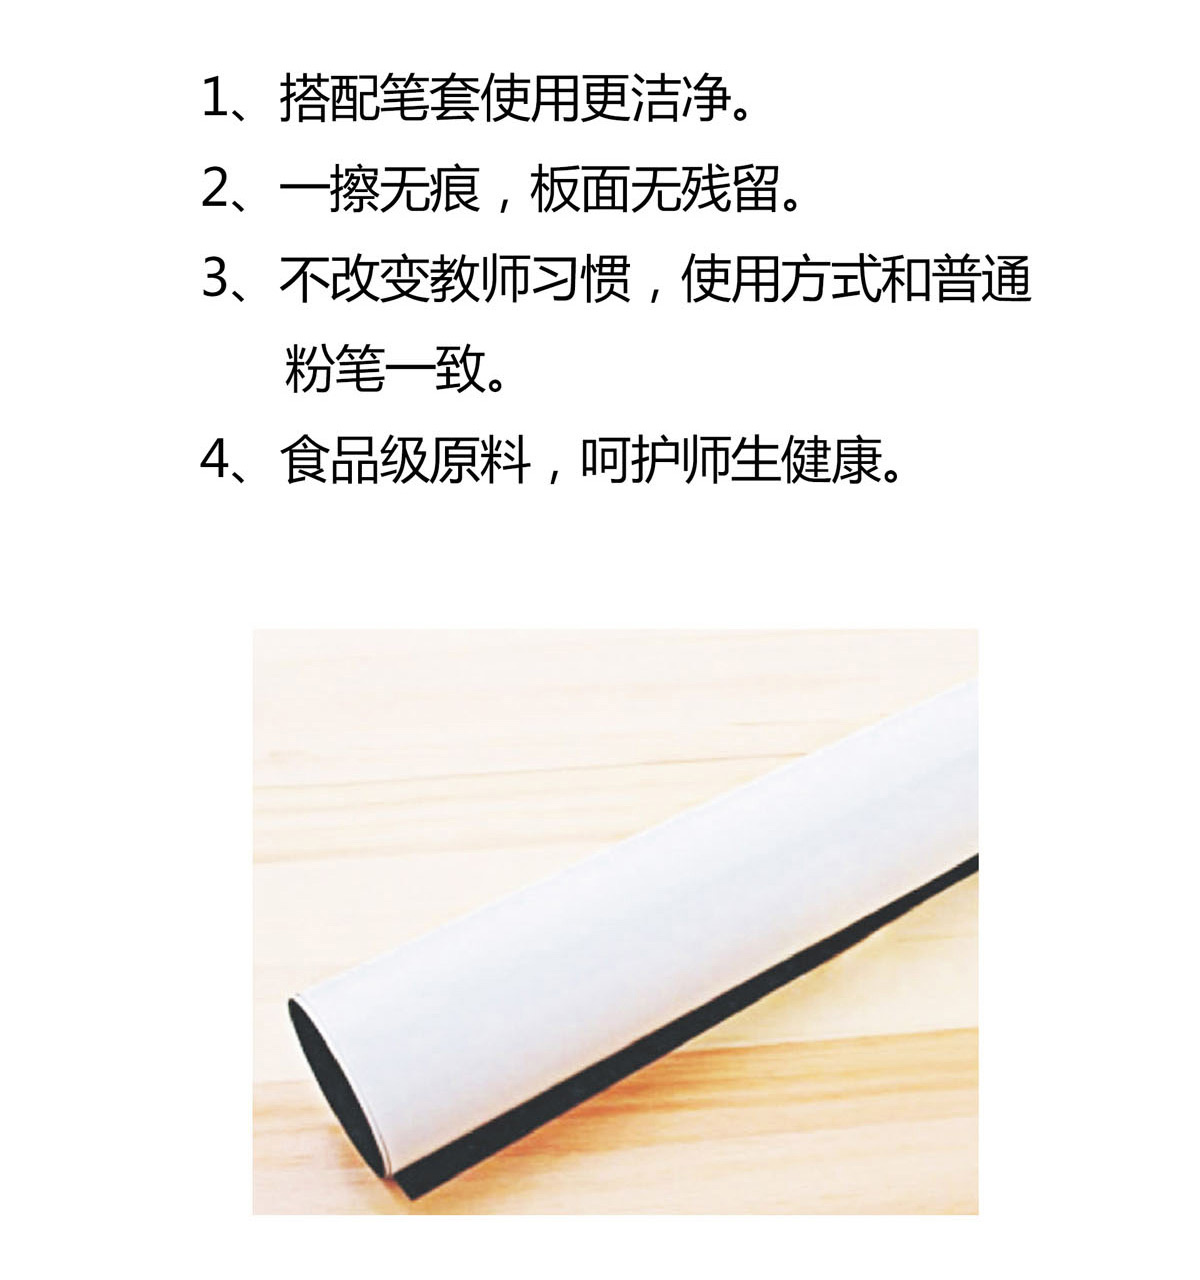 1、搭配笔套使用更洁净。
2、一擦无痕，板面无残留。
3、不改变教师习惯，使用方式和普通
粉笔一致。
4、食品级原料，呵护师生健康。